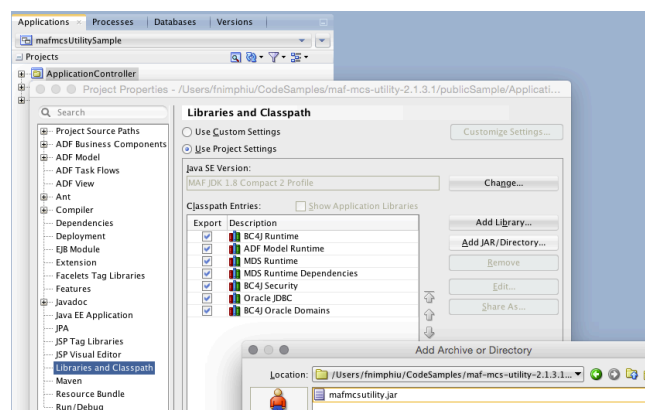 Applications
Processes
Databases
Versions
mafmcsUtilitySample
Projects
ApplicationController
Project Properties - /Users/fnimphiu/CodeSamples/maf-mcs-utility-2.1.3.1/publicSample/Applicati...
Search
Project Source Paths
ADF Business Components
ADF Model
ADF Task Flows
ADF View
Ant
Compiler
Dependencies
Deployment
EJB Module
Extension
Facelets Tag Libraries
Features
Javadoc
Java EE Application
JPA
JSP Tag Libraries
JSP Visual Editor
Libraries and Classpath
Maven
Resource Bundle
Run/Debug
Libraries and Classpath
Use Custom Settings
Customize Settings...
Use Project Settings
Java SE Version:
MAF JDK 1.8 Compact 2 Profile
Change...
Classpath Entries:
Show Application Libraries
Export Description
BC4J Runtime
ADF Model Runtime
MDS Runtime
MDS Runtime Dependencies
BC4J Security
Oracle JDBC
BC4J Oracle Domains
Add Library...
Add JAR/Directory...
Remove
Edit...
Share As...
Add Archive or Directory
Location: /Users/fnimphiu/CodeSamples/maf-mcs-utility-2.1.3.1...
mafmcsutility.jar